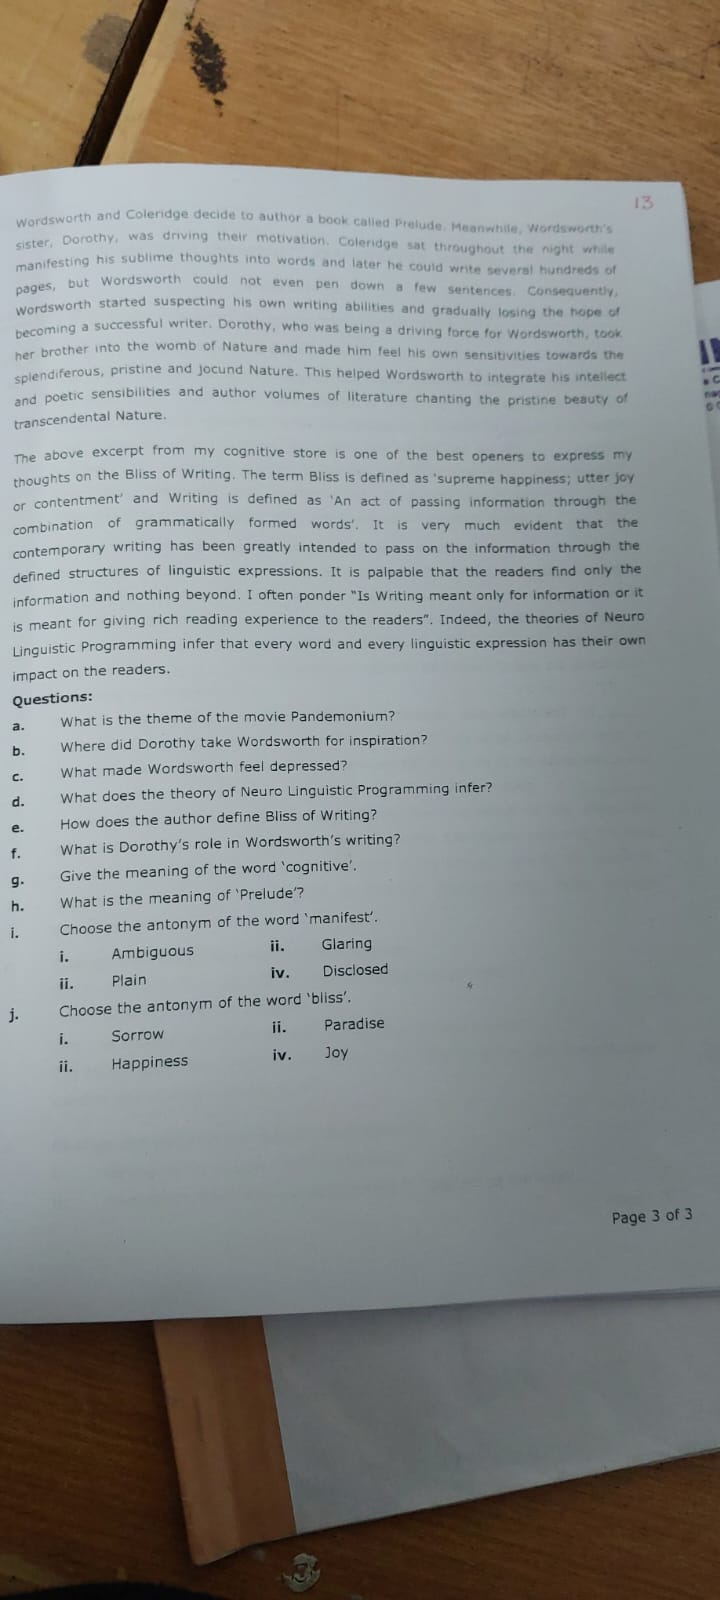 13
Wordsworth and Coleridge decide to author a book called Prelude. Meanwhile, Wordsworth's
sister, Dorothy, was driving their motivation. Coleridge sat throughout the night while
manifesting his sublime thoughts into words and later he could write several hundreds of
pages, but Wordsworth could not even pen down a few sentences. Consequently,
Wordsworth started suspecting his own writing abilities and gradually losing the hope of
becoming a successful writer. Dorothy, who was being a driving force for Wordsworth, took
her brother into the womb of Nature and made him feel his own sensitivities towards the
splendiferous, pristine and jocund Nature. This helped Wordsworth to integrate his intellect
and poetic sensibilities and author volumes of literature chanting the pristine beauty of
transcendental Nature.
The above excerpt from my cognitive store is one of the best openers to express my
thoughts on the Bliss of Writing. The term Bliss is defined as 'supreme happiness; utter joy
or contentment' and Writing is defined as 'An act of passing information through the
combination of grammatically formed words'. It is very much evident that the
contemporary writing has been greatly intended to pass on the information through the
defined structures of linguistic expressions. It is palpable that the readers find only the
information and nothing beyond. I often ponder "Is Writing meant only for information or it
is meant for giving rich reading experience to the readers". Indeed, the theories of Neuro
Linguistic Programming infer that every word and every linguistic expression has their own
impact on the readers.
Questions:
a. What is the theme of the movie Pandemonium?
b. Where did Dorothy take Wordsworth for inspiration?
c. What made Wordsworth feel depressed?
d. What does the theory of Neuro Linguistic Programming infer?
e. How does the author define Bliss of Writing?
f. What is Dorothy's role in Wordsworth's writing?
g. Give the meaning of the word 'cognitive'.
h. What is the meaning of 'Prelude'?
i. Choose the antonym of the word 'manifest'.
i. Ambiguous ii. Glaring
ii. Plain iv. Disclosed
j. Choose the antonym of the word 'bliss'.
i. Sorrow ii. Paradise
ii. Happiness iv. Joy
Page 3 of 3